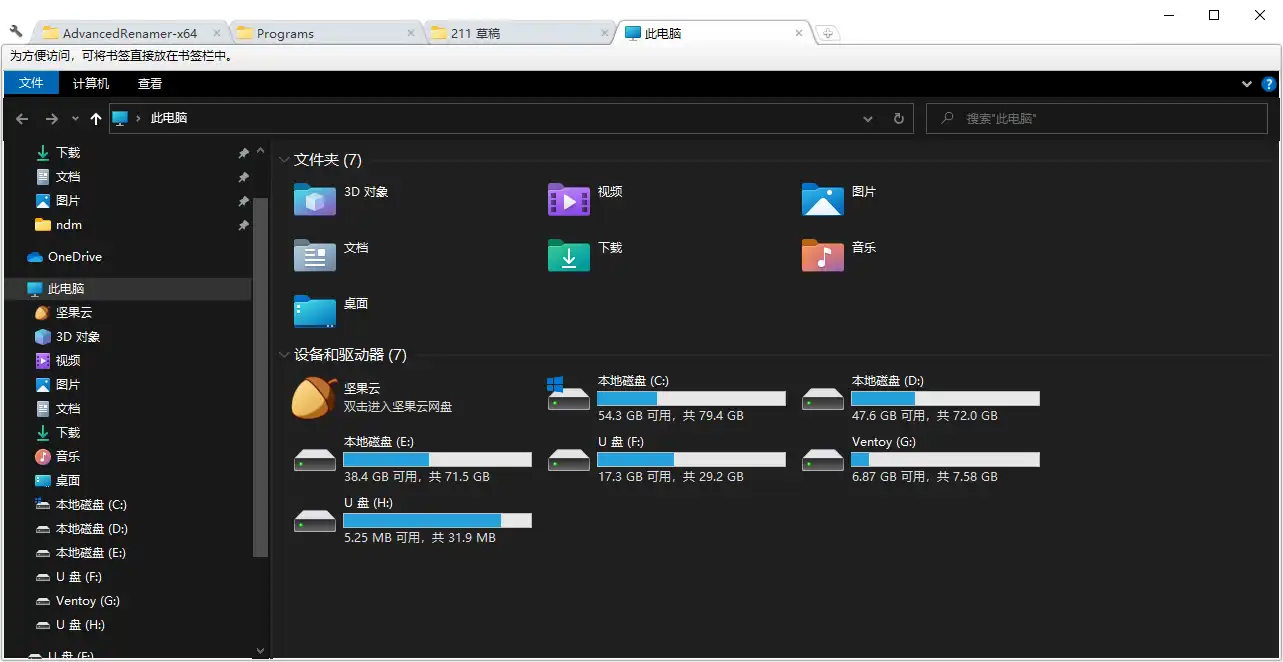 AdvancedRenamer-x64
Programs
211 草稿
此电脑
为方便访问，可将书签直接放在书签栏中。
文件
计算机
查看
此电脑
搜索"此电脑"
下载
文档
图片
ndm
OneDrive
此电脑
坚果云
3D 对象
视频
图片
文档
下载
音乐
桌面
本地磁盘 (C:)
本地磁盘 (D:)
本地磁盘 (E:)
U 盘 (F:)
Ventoy (G:)
U 盘 (H:)
U 盘 (F:)
文件夹 (7)
3D 对象
视频
图片
文档
下载
音乐
桌面
设备和驱动器 (7)
坚果云
双击进入坚果云网盘
本地磁盘 (C:)
54.3 GB 可用，共 79.4 GB
本地磁盘 (D:)
47.6 GB 可用，共 72.0 GB
本地磁盘 (E:)
38.4 GB 可用，共 71.5 GB
U 盘 (F:)
17.3 GB 可用，共 29.2 GB
Ventoy (G:)
6.87 GB 可用，共 7.58 GB
U 盘 (H:)
5.25 MB 可用，共 31.9 MB